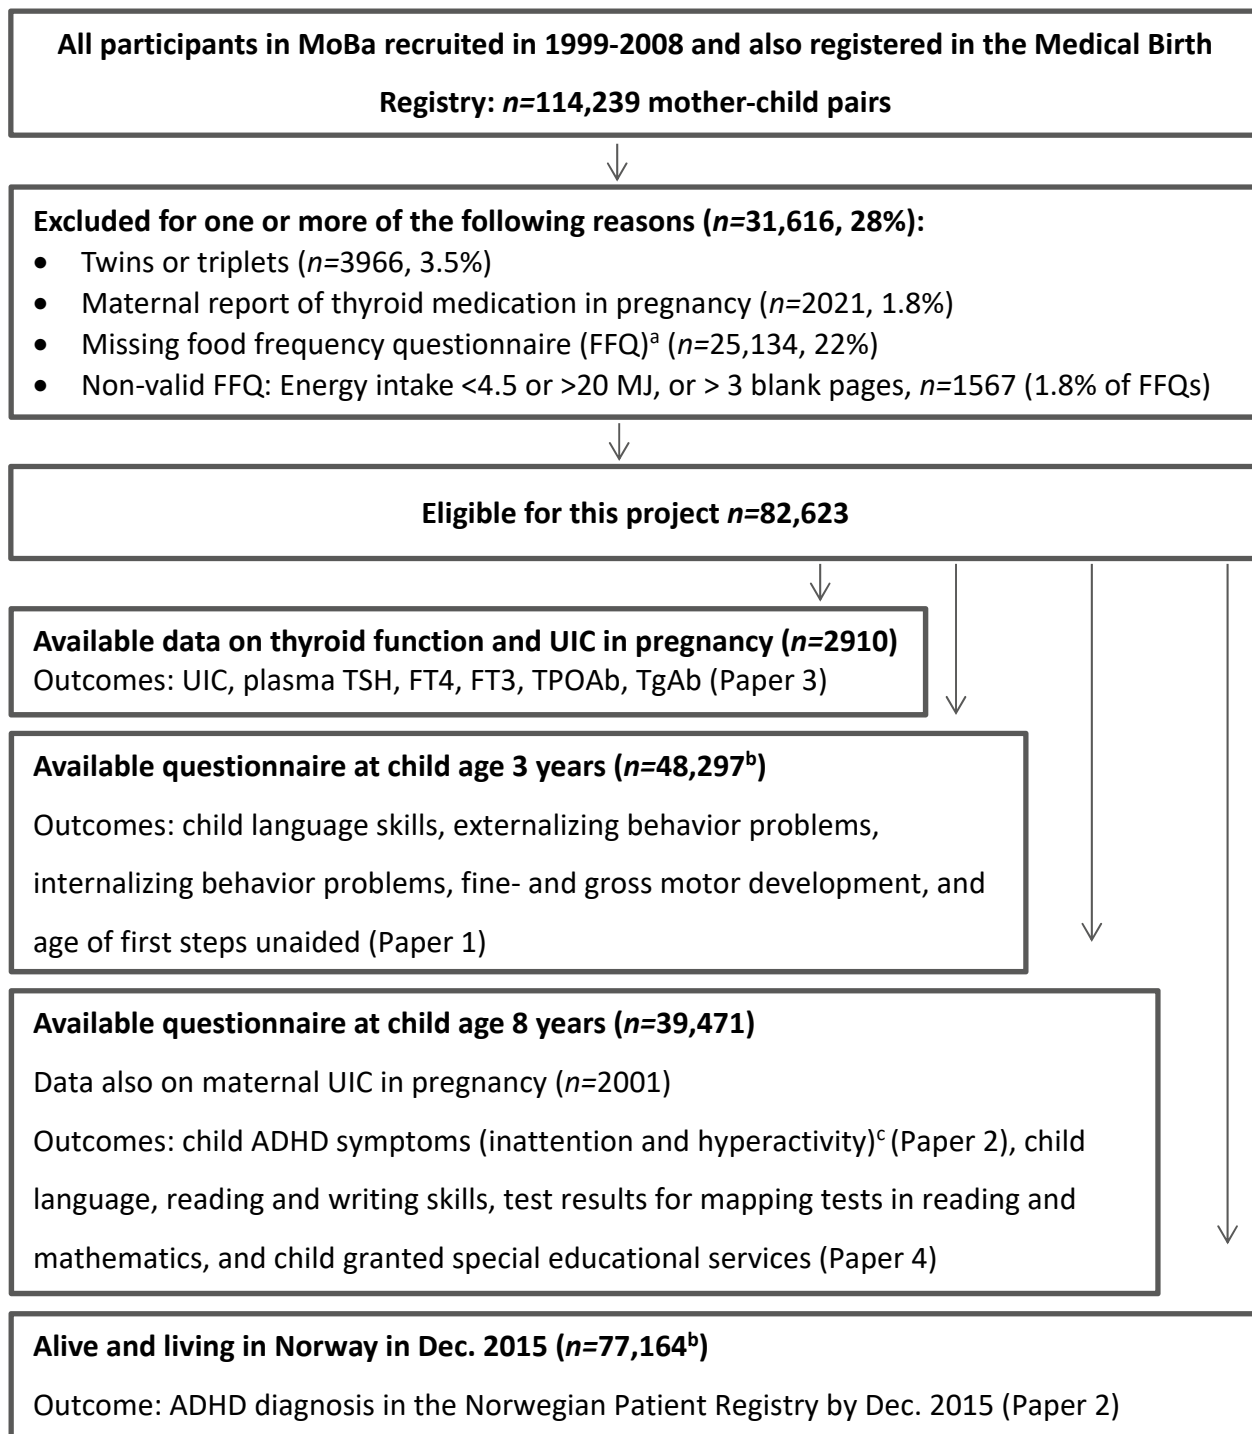 All participants in MoBa recruited in 1999-2008 and also registered in the Medical Birth
Registry: n=114,239 mother-child pairs
Excluded for one or more of the following reasons (n=31,616, 28%):
• Twins or triplets (n=3966, 3.5%)
• Maternal report of thyroid medication in pregnancy (n=2021, 1.8%)
• Missing food frequency questionnaire (FFQ)ᵃ (n=25,134, 22%)
• Non-valid FFQ: Energy intake <4.5 or >20 MJ, or > 3 blank pages, n=1567 (1.8% of FFQs)
Eligible for this project n=82,623
Available data on thyroid function and UIC in pregnancy (n=2910)
Outcomes: UIC, plasma TSH, FT4, FT3, TPOAb, TgAb (Paper 3)
Available questionnaire at child age 3 years (n=48,297ᵇ)
Outcomes: child language skills, externalizing behavior problems,
internalizing behavior problems, fine- and gross motor development, and
age of first steps unaided (Paper 1)
Available questionnaire at child age 8 years (n=39,471)
Data also on maternal UIC in pregnancy (n=2001)
Outcomes: child ADHD symptoms (inattention and hyperactivity)ᶜ (Paper 2), child
language, reading and writing skills, test results for mapping tests in reading and
mathematics, and child granted special educational services (Paper 4)
Alive and living in Norway in Dec. 2015 (n=77,164ᵇ)
Outcome: ADHD diagnosis in the Norwegian Patient Registry by Dec. 2015 (Paper 2)